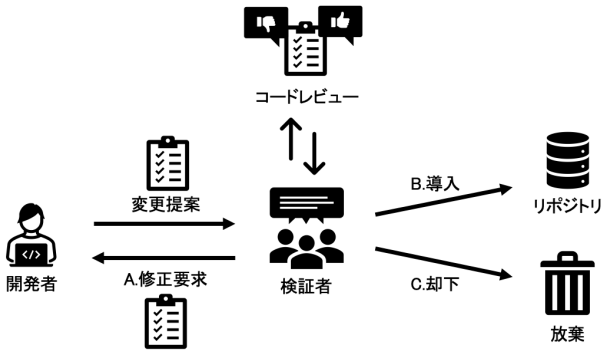 コードレビュー
変更提案
B.導入
リポジトリ
</>
開発者
A.修正要求
検証者
C.却下
放棄